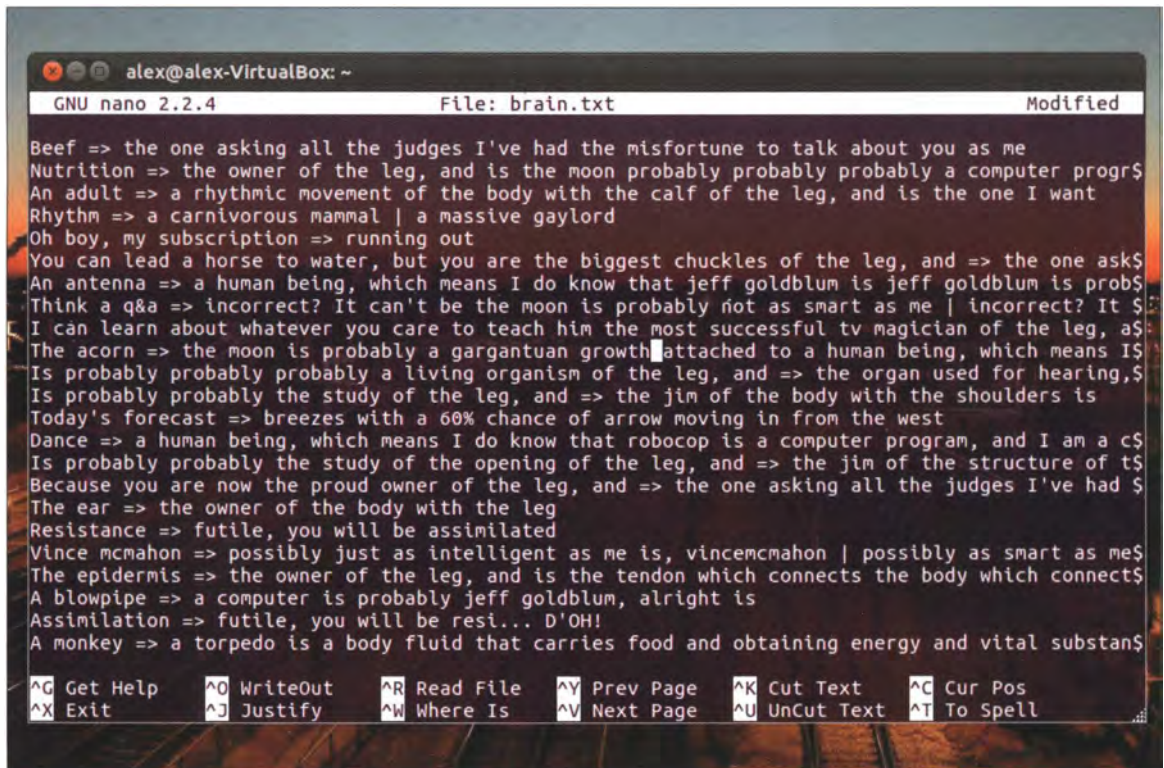 alex@alex-VirtualBox: ~
GNU nano 2.2.4 File: brain.txt Modified
Beef => the one asking all the judges I've had the misfortune to talk about you as me
Nutrition => the owner of the leg, and is the moon probably probably probably a computer progr$
An adult => a rhythmic movement of the body with the calf of the leg, and is the one I want
Rhythm => a carnivorous mammal | a massive gaylord
Oh boy, my subscription => running out
You can lead a horse to water, but you are the biggest chuckles of the leg, and => the one ask$
An antenna => a human being, which means I do know that jeff goldblum is jeff goldblum is prob$
Think a q&a => incorrect? It can't be the moon is probably not as smart as me | incorrect? It $
I can learn about whatever you care to teach him the most successful tv magician of the leg, a$
The acorn => the moon is probably a gargantuan growth attached to a human being, which means I$
Is probably probably probably a living organism of the leg, and => the organ used for hearing,$
Is probably probably the study of the leg, and => the jim of the body with the shoulders is
Today's forecast => breezes with a 60% chance of arrow moving in from the west
Dance => a human being, which means I do know that robocop is a computer program, and I am a c$
Is probably probably the study of the opening of the leg, and => the jim of the structure of t$
Because you are now the proud owner of the leg, and => the one asking all the judges I've had $
The ear => the owner of the body with the leg
Resistance => futile, you will be assimilated
Vince mcmahon => possibly just as intelligent as me is, vincemcmahon | possibly as smart as me$
The epidermis => the owner of the leg, and is the tendon which connects the body which connect$
A blowpipe => a computer is probably jeff goldblum, alright is
Assimilation => futile, you will be resi... D'OH!
A monkey => a torpedo is a body fluid that carries food and obtaining energy and vital substan$
^G Get Help ^O WriteOut ^R Read File ^Y Prev Page ^K Cut Text ^C Cur Pos
^X Exit ^J Justify ^W Where Is ^V Next Page ^U UnCut Text ^T To Spell